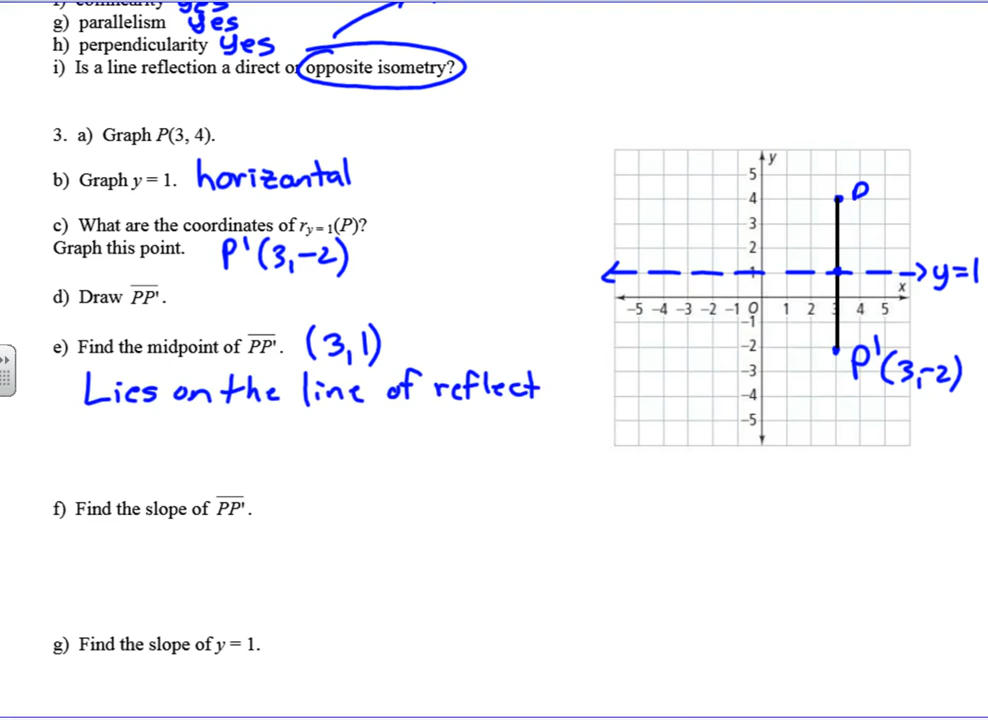 g) parallelism yes
h) perpendicularity yes
i) Is a line reflection a direct or opposite isometry?
3. a) Graph P(3, 4).
b) Graph y = 1. horizontal
c) What are the coordinates of r_{y=1}(P)?
Graph this point. P'(3,-2)
d) Draw PP'.
e) Find the midpoint of PP'. (3,1)
Lies on the line of reflect
f) Find the slope of PP'.
g) Find the slope of y = 1.
y
5
4
P
3
2
1
y=1
x
-5 -4 -3 -2 -1 0 1 2 3 4 5
-1
-2
P'(3,-2)
-3
-4
-5